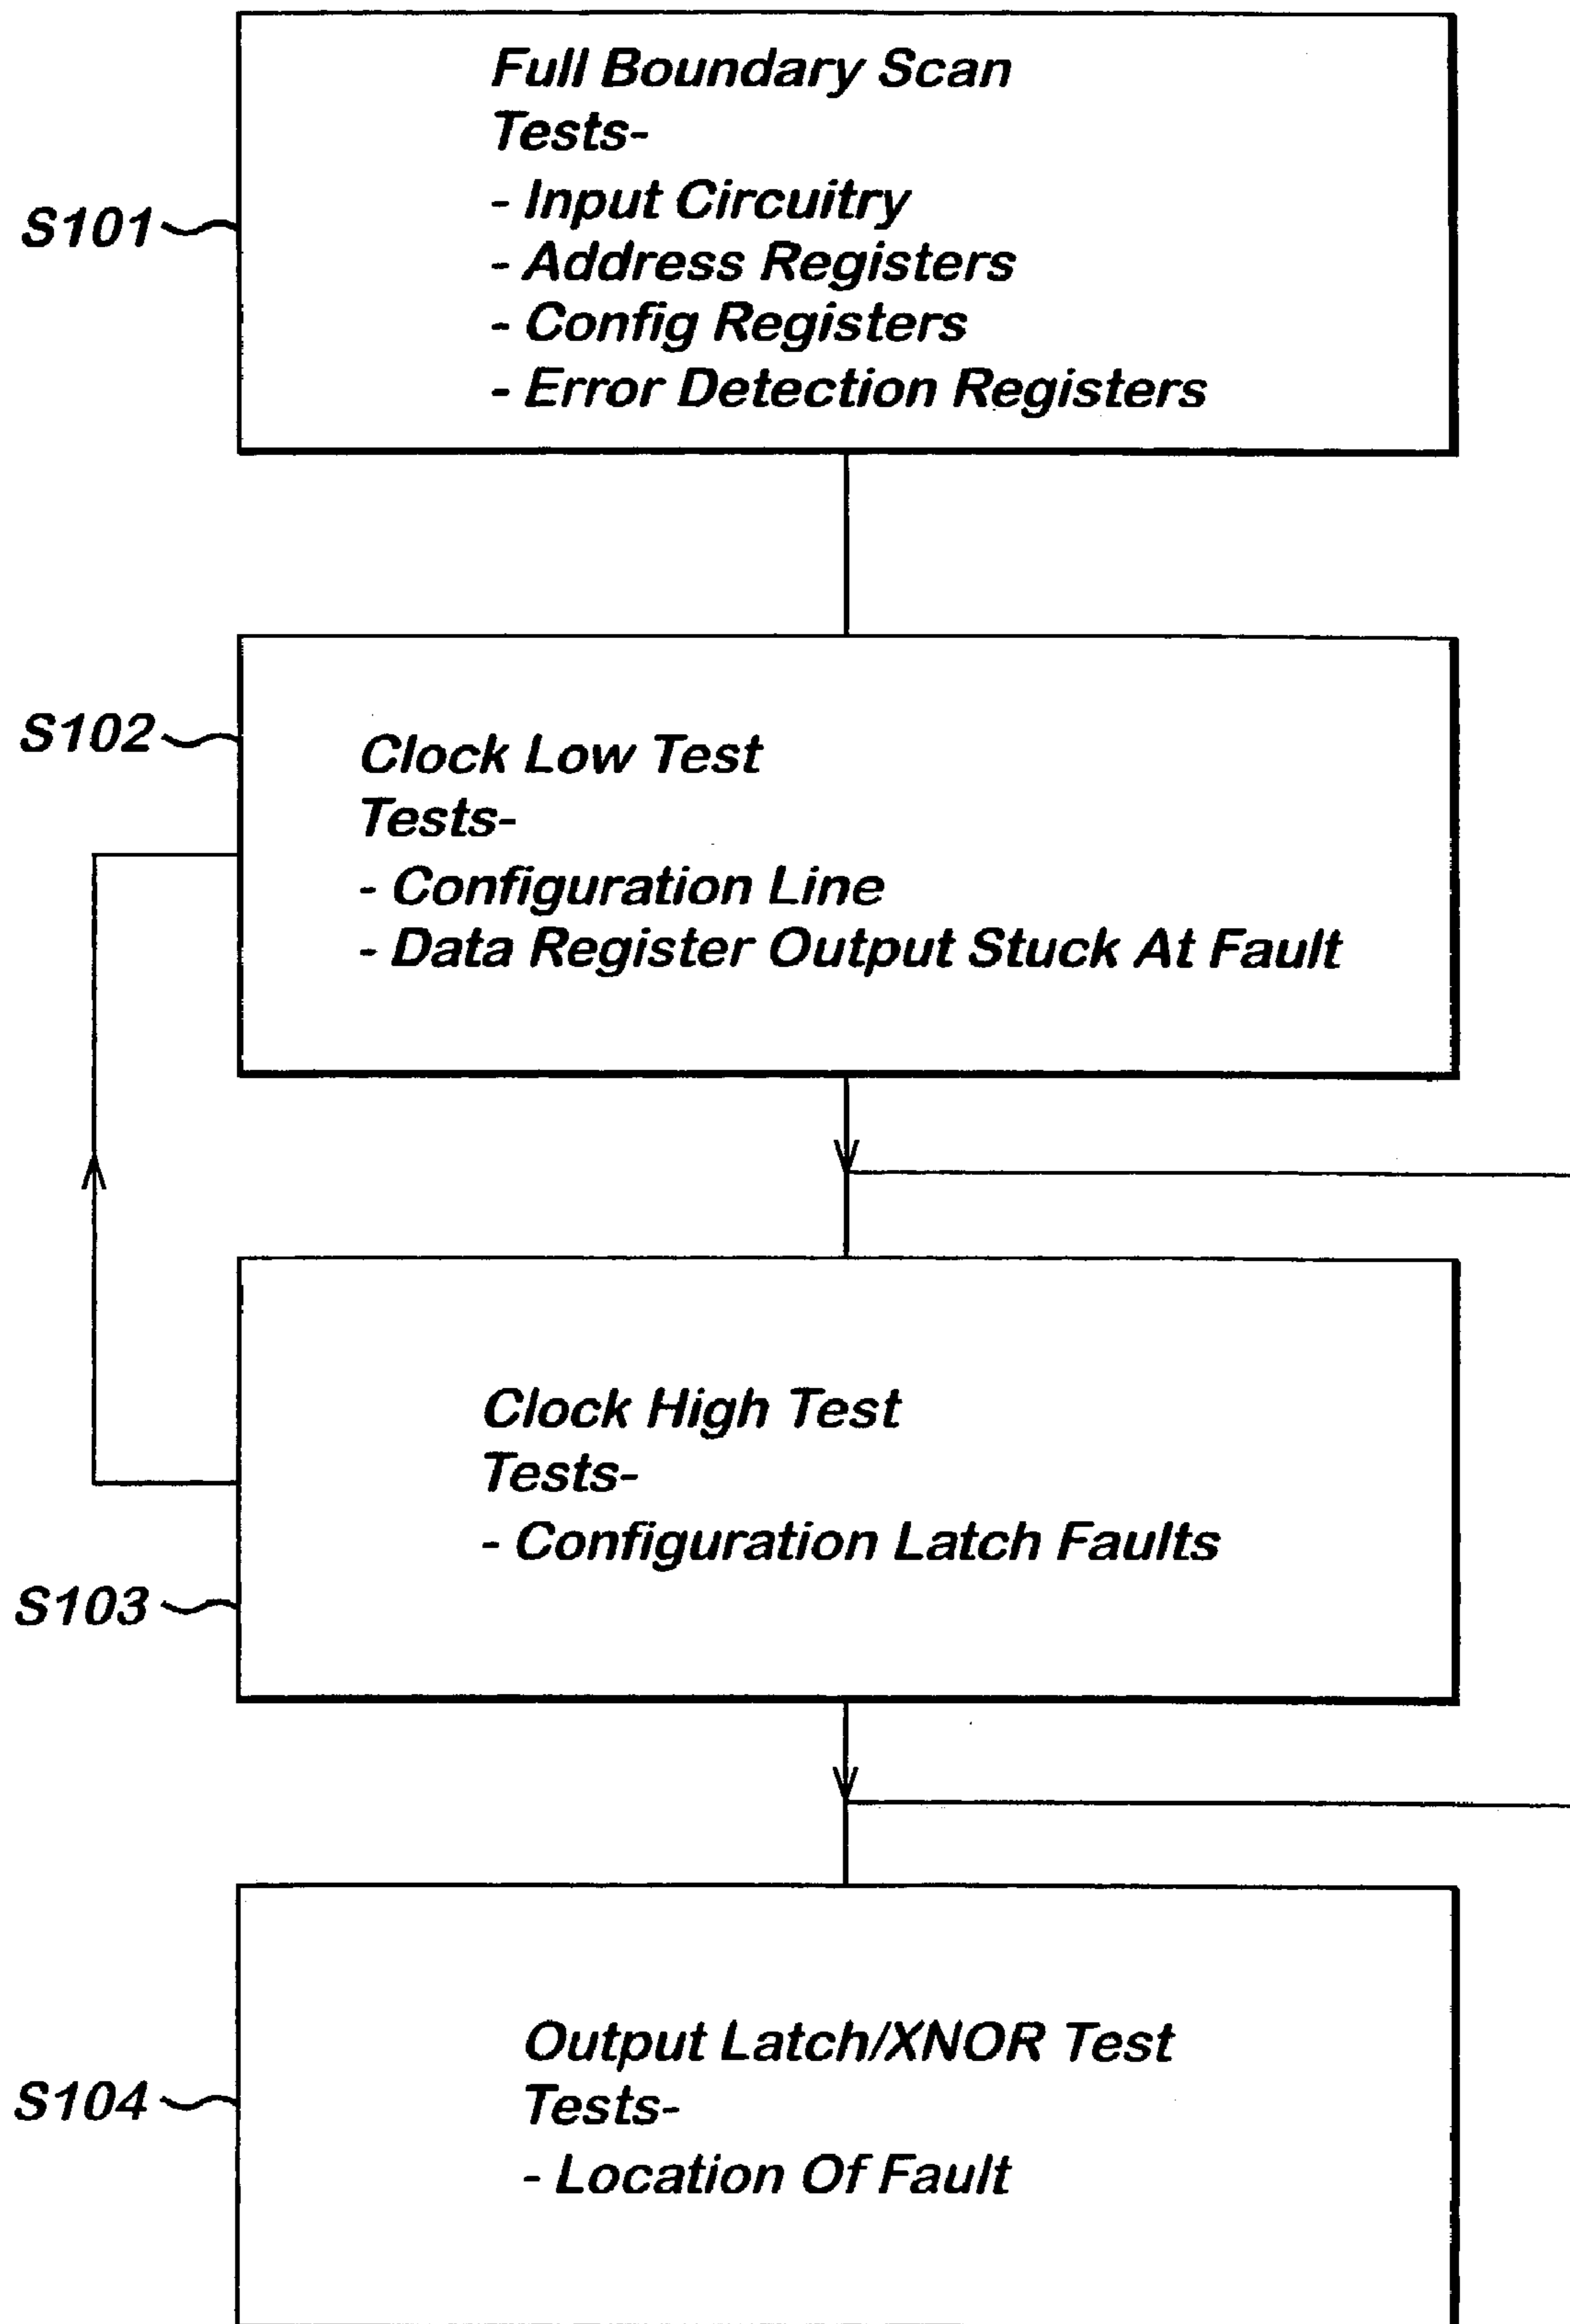 Full Boundary Scan
Tests-
- Input Circuitry
S101
- Address Registers
- Config Registers
- Error Detection Registers
S102
Clock Low Test
Tests-
- Configuration Line
- Data Register Output Stuck At Fault
Clock High Test
Tests-
- Configuration Latch Faults
S103
Output Latch/XNOR Test
S104
Tests-
- Location Of Fault